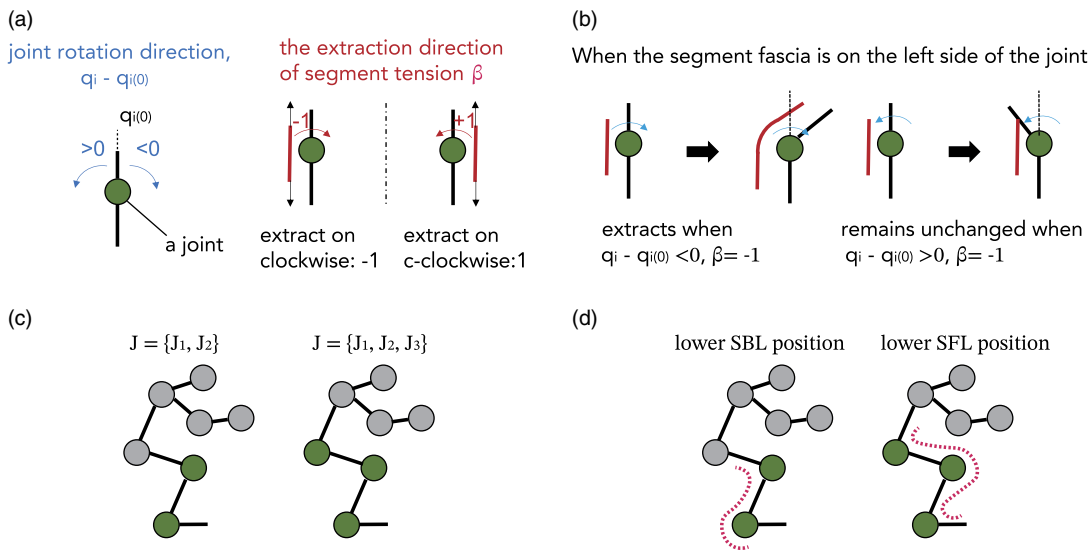 (a)
joint rotation direction,
qi - qi(0)
qi(0)
>0
<0
a joint
the extraction direction
of segment tension β
-1
+1
extract on
clockwise: -1
extract on
c-clockwise:1
(b)
When the segment fascia is on the left side of the joint
extracts when
qi - qi(0) <0, β= -1
remains unchanged when
qi - qi(0) >0, β= -1
(c)
J = {J1, J2}
J = {J1, J2, J3}
(d)
lower SBL position
lower SFL position